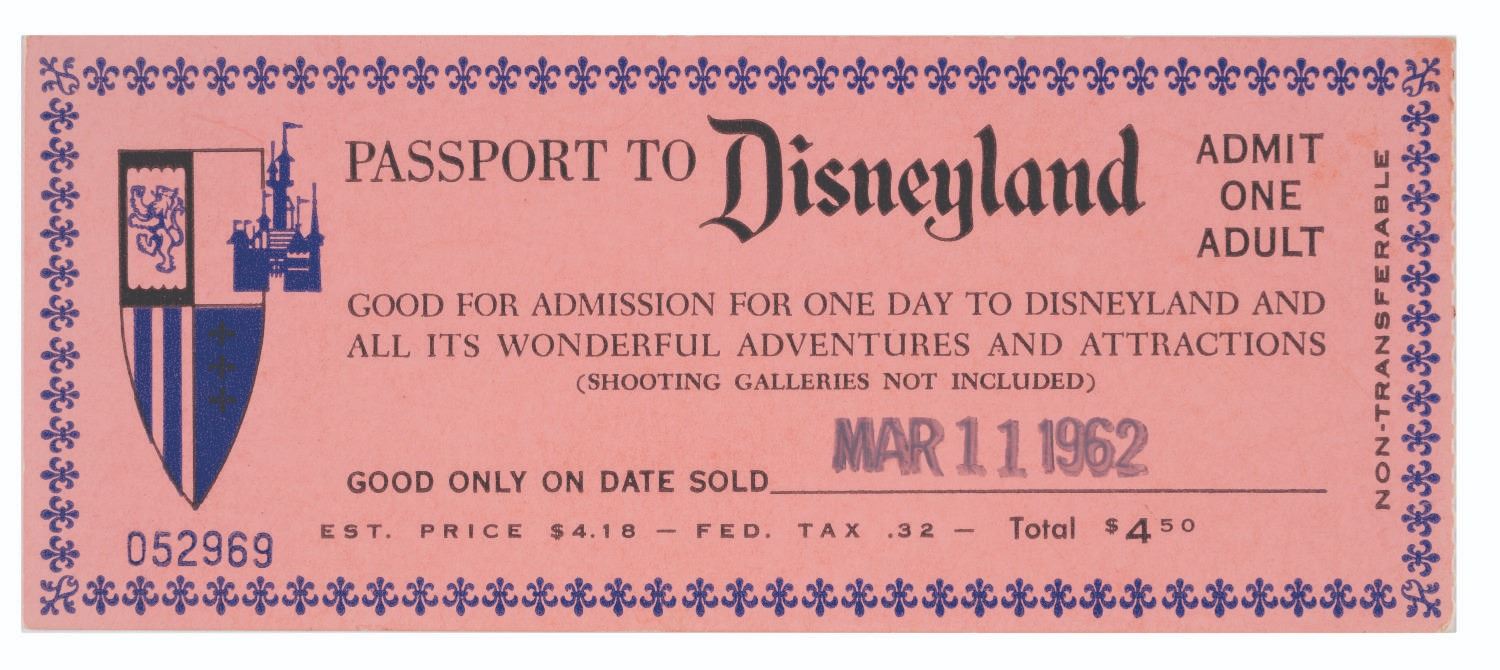 PASSPORT TO Disneyland
ADMIT
ONE
ADULT
GOOD FOR ADMISSION FOR ONE DAY TO DISNEYLAND AND
ALL ITS WONDERFUL ADVENTURES AND ATTRACTIONS
(SHOOTING GALLERIES NOT INCLUDED)
GOOD ONLY ON DATE SOLD MAR 11 1962
EST. PRICE $4.18 — FED. TAX .32 — Total $4 50
052969
NON-TRANSFERABLE